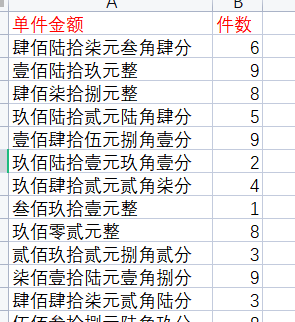 A B
单件金额 件数
肆佰陆拾柒元叁角肆分 6
壹佰陆拾玖元整 9
肆佰柒拾捌元整 8
玖佰陆拾贰元陆角肆分 5
壹佰肆拾伍元捌角壹分 9
玖佰陆拾壹元玖角壹分 2
玖佰肆拾贰元贰角柒分 4
叁佰玖拾壹元整 1
玖佰零贰元整 8
贰佰玖拾贰元捌角贰分 3
柒佰壹拾陆元壹角捌分 9
肆佰肆拾柒元贰角陆分 3